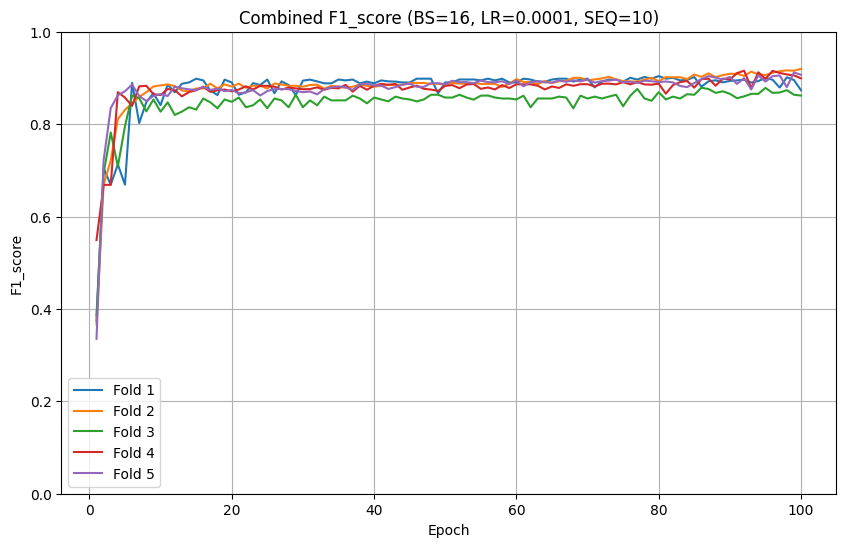 Combined F1_score (BS=16, LR=0.0001, SEQ=10)
1.0
0.8
0.6
0.4
0.2
0.0
F1_score
Fold 1
Fold 2
Fold 3
Fold 4
Fold 5
0 20 40 60 80 100
Epoch